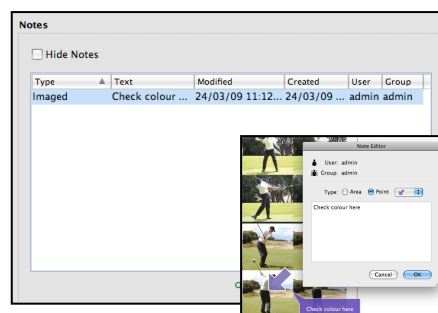 Notes
Hide Notes
Type Text Modified Created User Group
Imaged Check colour ... 24/03/09 11:12... 24/03/09 ... admin admin
Note Editor
User: admin
Group: admin
Type: Area Point
Check colour here
Cancel OK
Check colour here